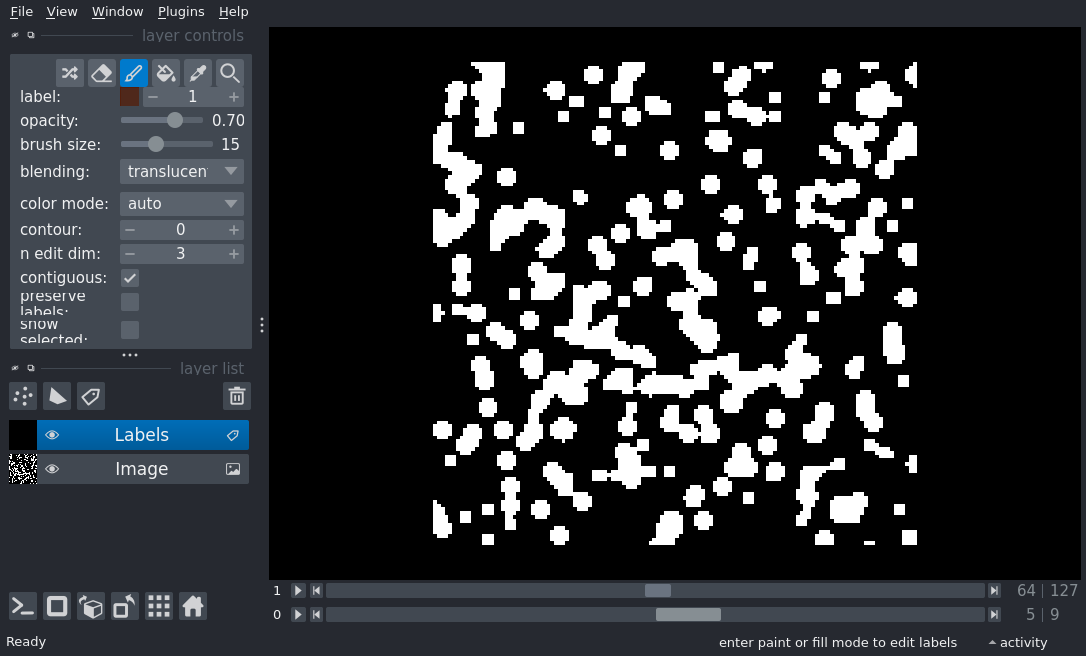 File View Window Plugins Help
layer controls
label: 1
opacity: 0.70
brush size: 15
blending: translucen
color mode: auto
contour: 0
n edit dim: 3
contiguous:
preserve
labels:
show
selected:
layer list
Labels
Image
1 64 127
0 5 9
Ready enter paint or fill mode to edit labels activity